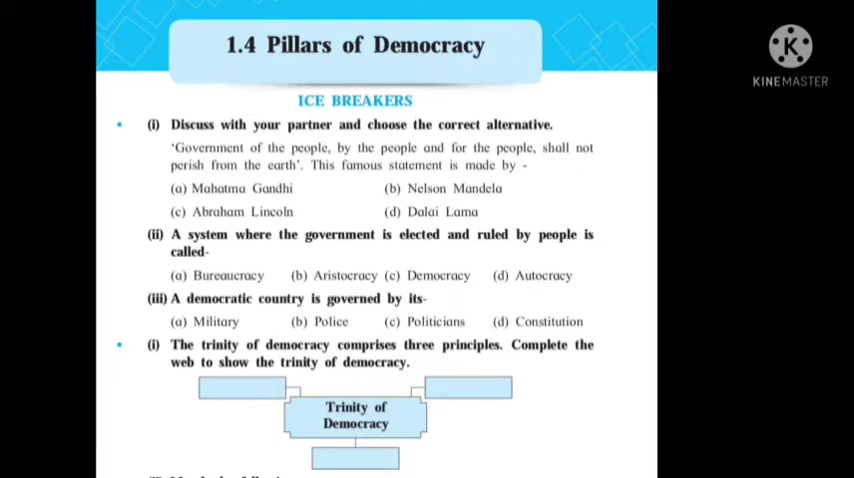 1.4 Pillars of Democracy
KINEMASTER
ICE BREAKERS
• (i) Discuss with your partner and choose the correct alternative.
'Government of the people, by the people and for the people, shall not
perish from the earth'. This famous statement is made by -
(a) Mahatma Gandhi (b) Nelson Mandela
(c) Abraham Lincoln (d) Dalai Lama
(ii) A system where the government is elected and ruled by people is
called-
(a) Bureaucracy (b) Aristocracy (c) Democracy (d) Autocracy
(iii) A democratic country is governed by its-
(a) Military (b) Police (c) Politicians (d) Constitution
• (i) The trinity of democracy comprises three principles. Complete the
web to show the trinity of democracy.
Trinity of
Democracy